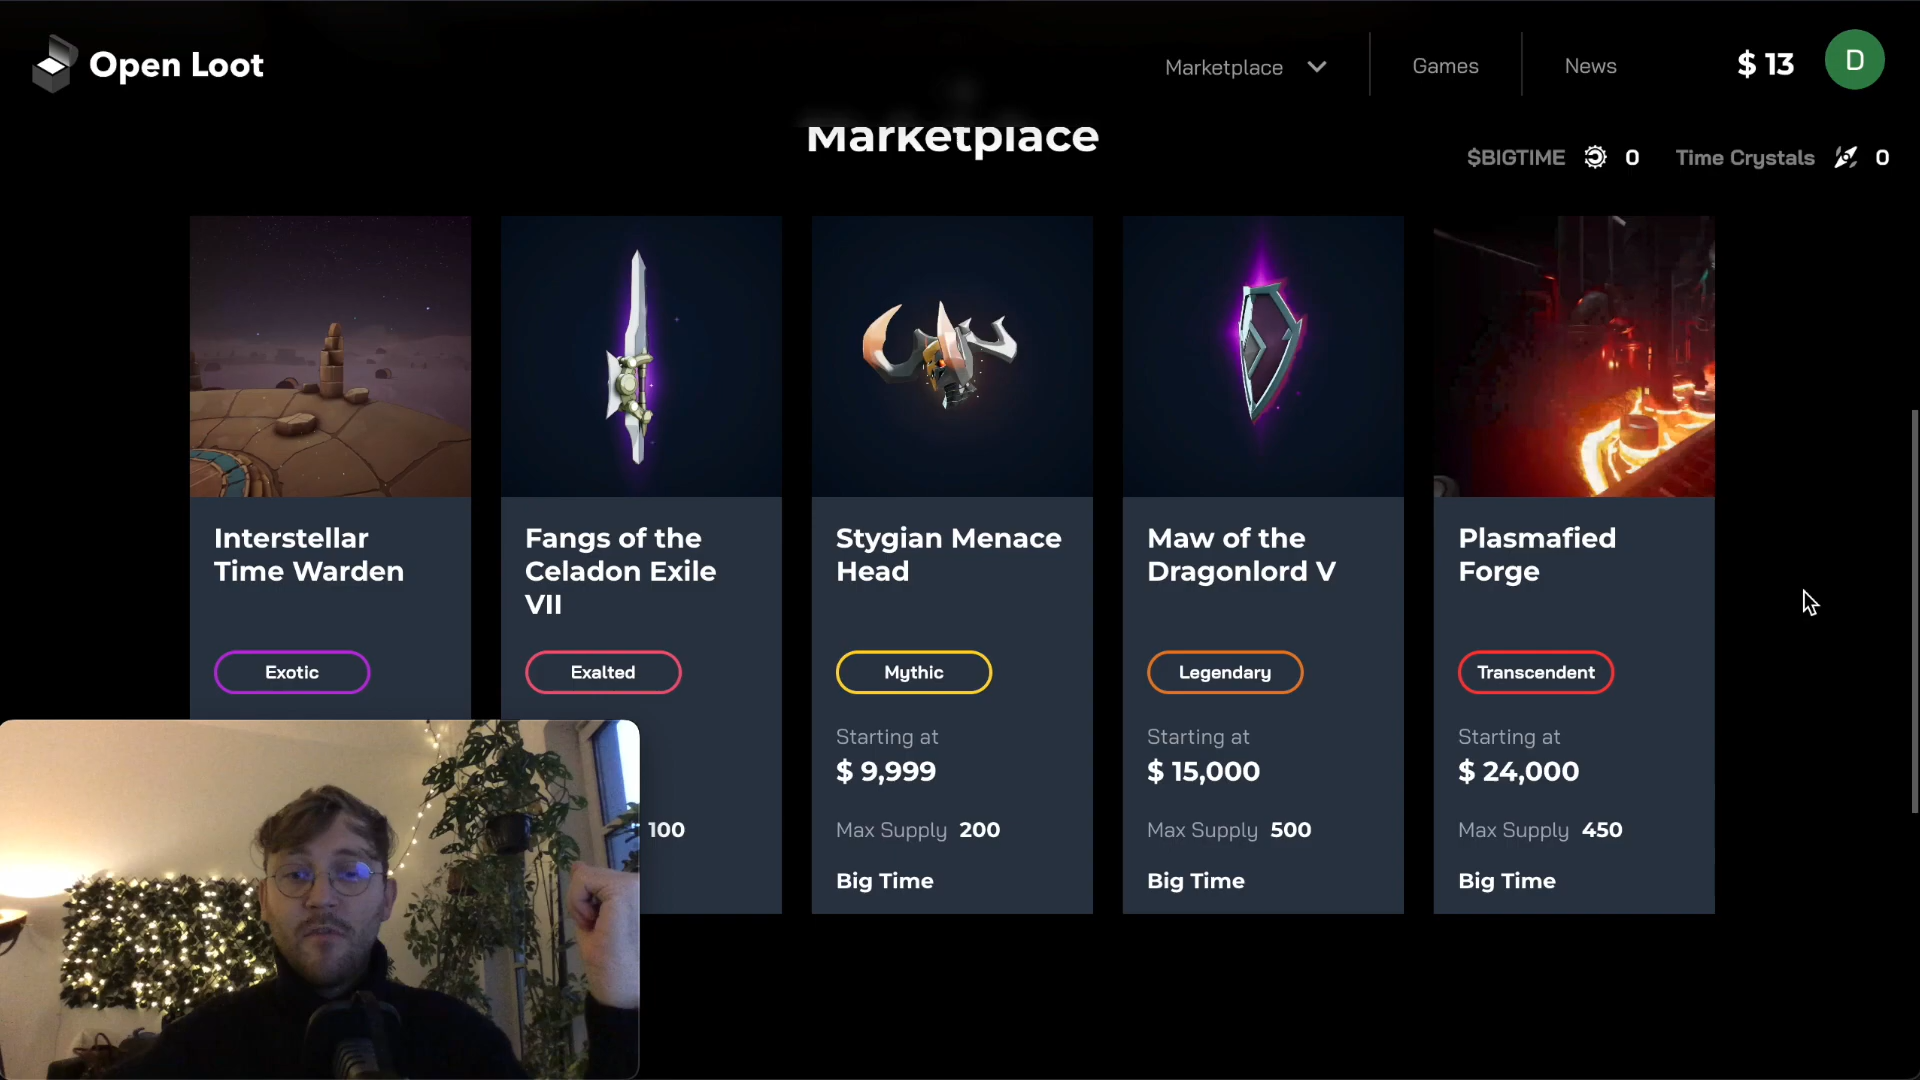 Open Loot
Marketplace
Games
News
$ 13
D
Marketplace
$BIGTIME 0
Time Crystals 0
Interstellar
Time Warden
Exotic
Fangs of the
Celadon Exile
VII
Exalted
100
Stygian Menace
Head
Mythic
Starting at
$ 9,999
Max Supply 200
Big Time
Maw of the
Dragonlord V
Legendary
Starting at
$ 15,000
Max Supply 500
Big Time
Plasmafied
Forge
Transcendent
Starting at
$ 24,000
Max Supply 450
Big Time